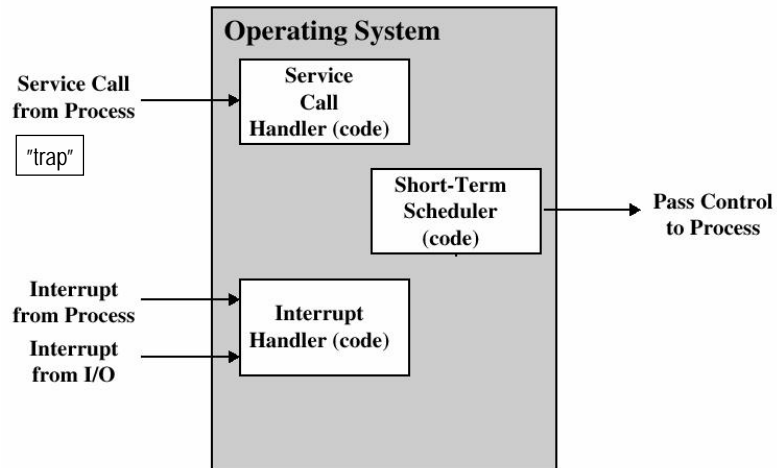 Operating System
Service Call
from Process
"trap"
Service
Call
Handler (code)
Short-Term
Scheduler
(code)
Pass Control
to Process
Interrupt
from Process
Interrupt
from I/O
Interrupt
Handler (code)